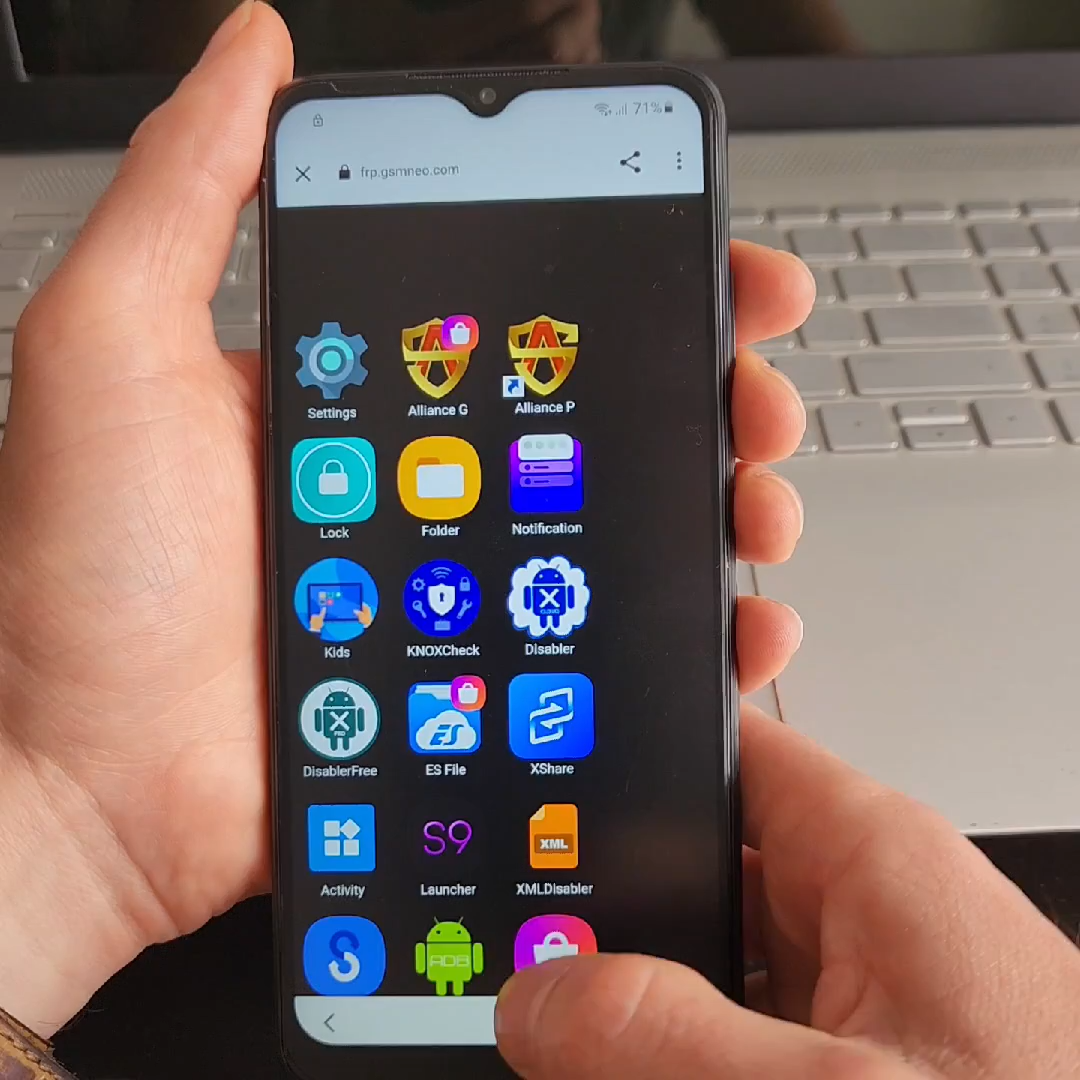 71%
frp.gsmneo.com
Settings
Alliance G
Alliance P
Lock
Folder
Notification
Kids
KNOXCheck
Disabler
DisablerFree
ES File
XShare
Activity
S9
Launcher
XML
XMLDisabler
ADB